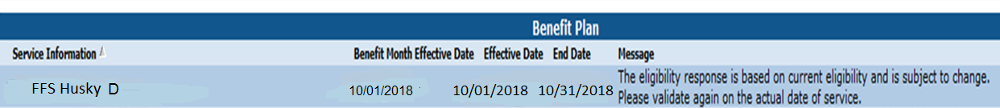 Benefit Plan
Service Information Benefit Month Effective Date Effective Date End Date Message
FFS Husky D 10/01/2018 10/01/2018 10/31/2018 The eligibility response is based on current eligibility and is subject to change.
Please validate again on the actual date of service.